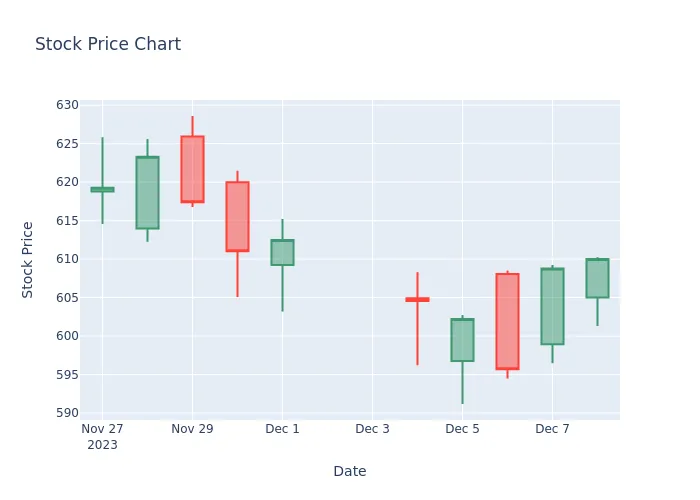 Stock Price Chart
630
625
620
615
610
605
600
595
590
Stock Price
Nov 27
2023
Nov 29
Dec 1
Dec 3
Dec 5
Dec 7
Date